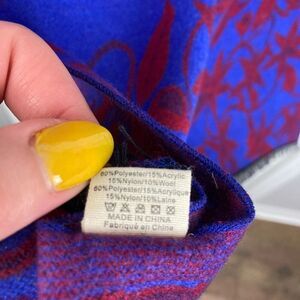 60%Polyester/15%Acrylic
15%Nylon/10%Wool
60%Polyester/15%Acrylique
15%Nylon/10%Laine
MADE IN CHINA
Fabriqué en Chine